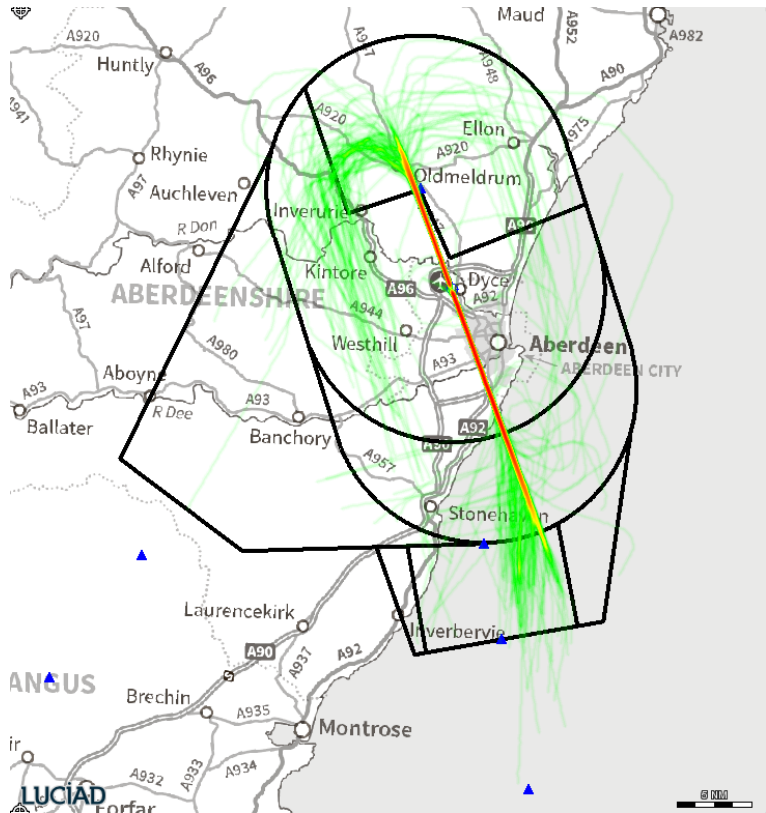 Maud
A952
A982
A920
Huntly
A96
A947
A948
A90
A975
A920
Ellon
A920
A941
Rhynie
A97
Auchleven
Oldmeldrum
Inverurie
R Don
Alford
Kintore
A96
Dyce
A92
ABERDEENSHIRE
A944
A97
Westhill
Aberdeen
A980
A93
ABERDEEN CITY
Aboyne
A93
R Dee
A93
Ballater
Banchory
A92
A90
A957
Stonehaven
Laurencekirk
Inverbervie
A90
A937
A92
ANGUS
Brechin
A935
Montrose
ir
A933
A934
A932
LUCIAD
Forfar
5 NM